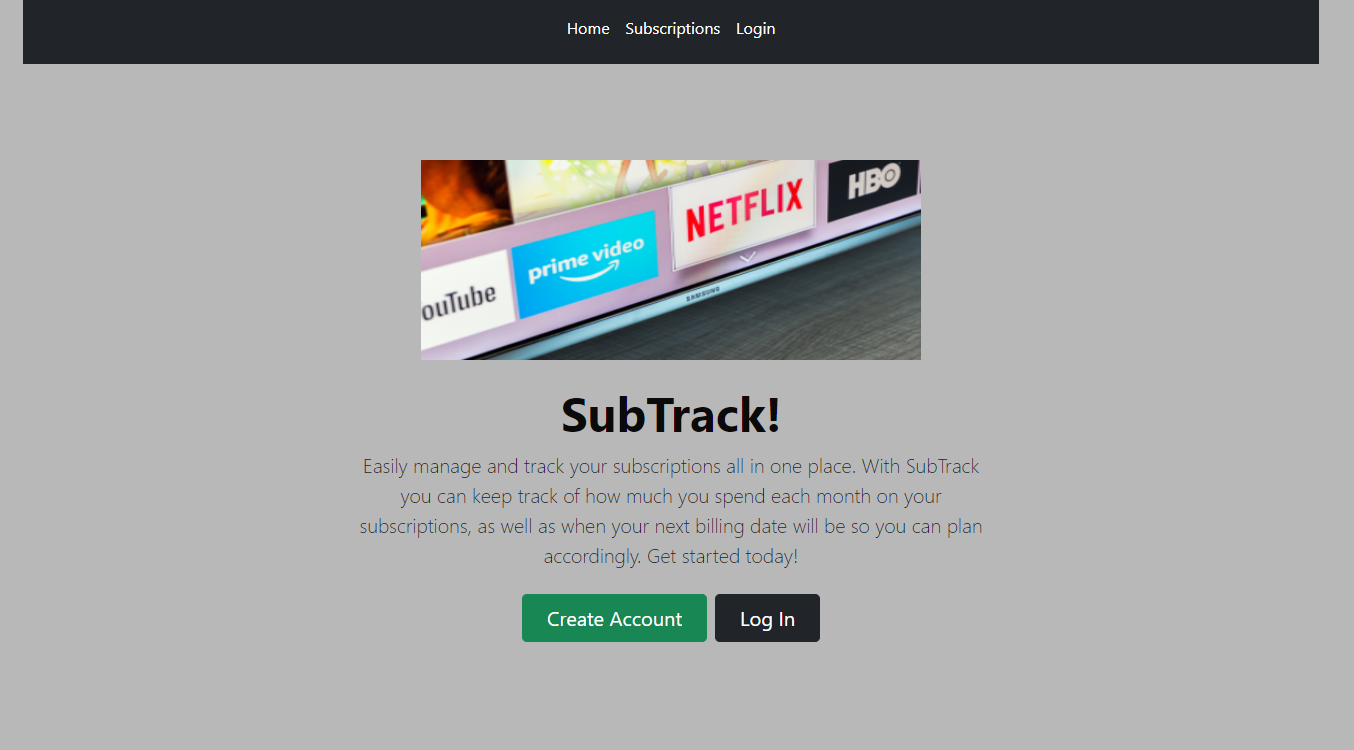 Home Subscriptions Login
HBO
NETFLIX
prime video
ouTube
SAMSUNG
SubTrack!
Easily manage and track your subscriptions all in one place. With SubTrack
you can keep track of how much you spend each month on your
subscriptions, as well as when your next billing date will be so you can plan
accordingly. Get started today!
Create Account Log In